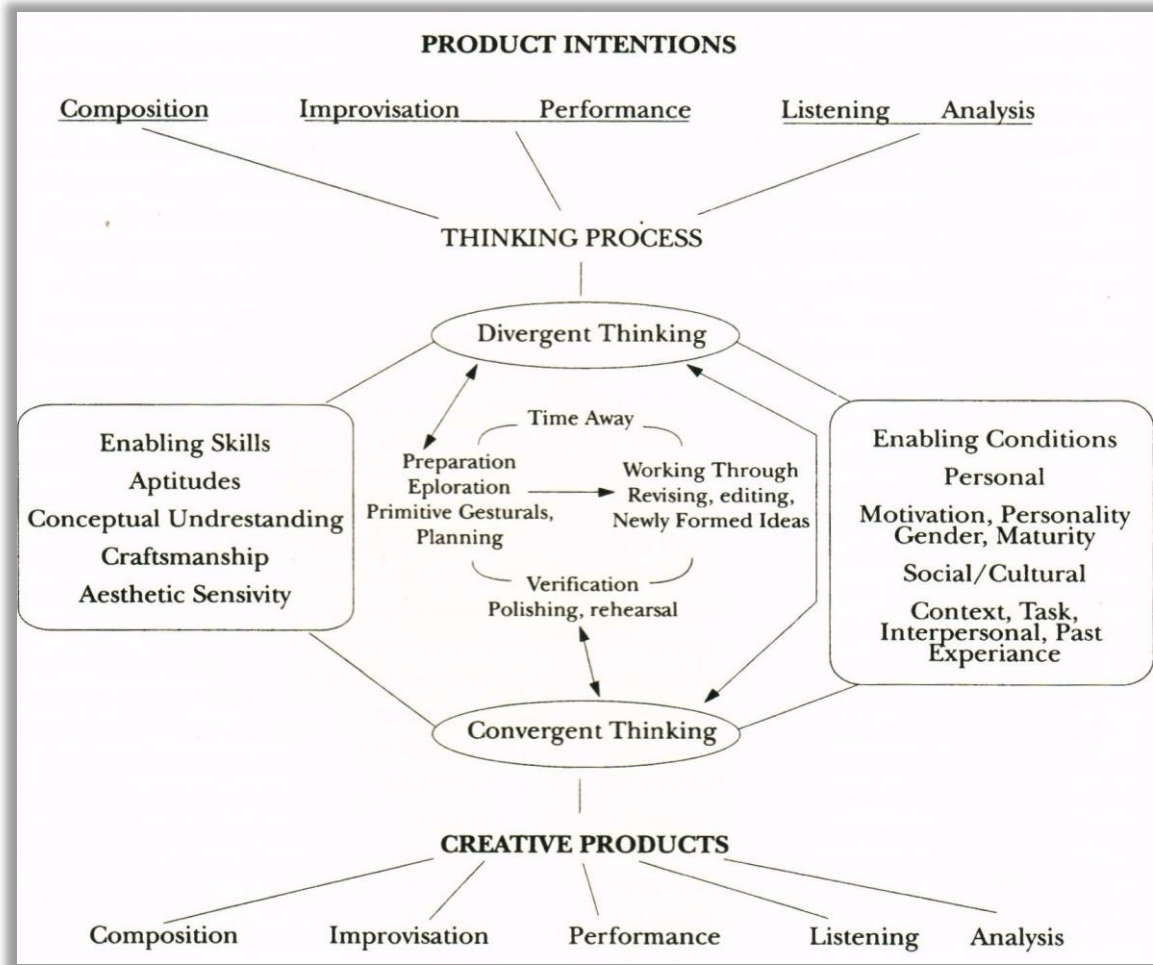 PRODUCT INTENTIONS
Composition Improvisation Performance Listening Analysis
THINKING PROCESS
Divergent Thinking
Enabling Skills
Aptitudes
Conceptual Undrestanding
Craftsmanship
Aesthetic Sensivity
Time Away
Preparation
Eploration
Primitive Gesturals,
Planning
Working Through
Revising, editing,
Newly Formed Ideas
Verification
Polishing, rehearsal
Enabling Conditions
Personal
Motivation, Personality
Gender, Maturity
Social/Cultural
Context, Task,
Interpersonal, Past
Experiance
Convergent Thinking
CREATIVE PRODUCTS
Composition Improvisation Performance Listening Analysis